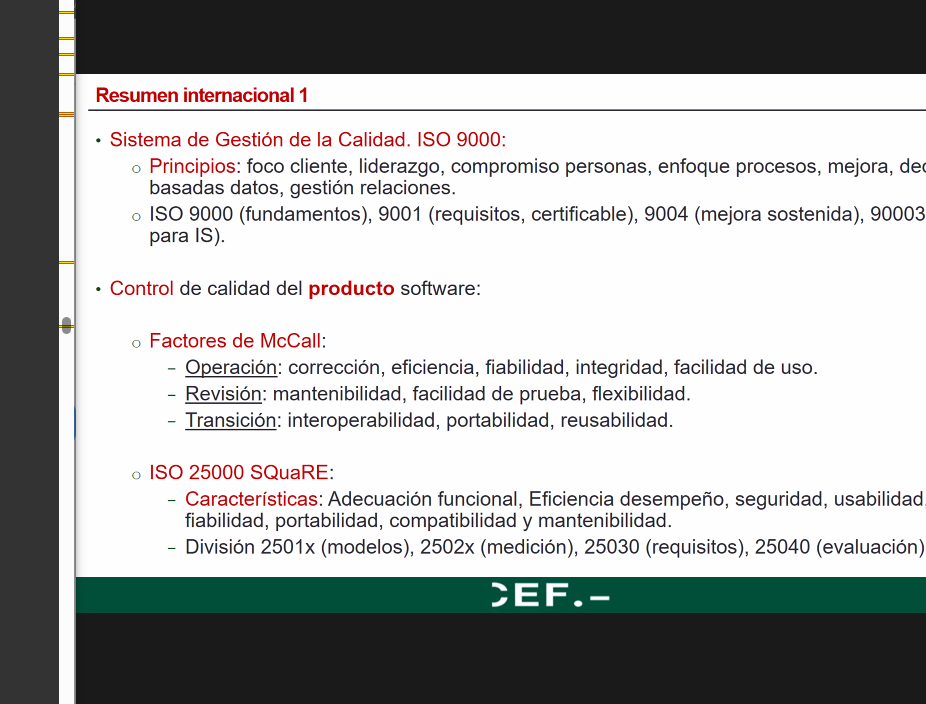 Resumen internacional 1
• Sistema de Gestión de la Calidad. ISO 9000:
○ Principios: foco cliente, liderazgo, compromiso personas, enfoque procesos, mejora,
basadas datos, gestión relaciones.
○ ISO 9000 (fundamentos), 9001 (requisitos, certificable), 9004 (mejora sostenida), 90003
para IS).
• Control de calidad del producto software:
○ Factores de McCall:
– Operación: corrección, eficiencia, fiabilidad, integridad, facilidad de uso.
– Revisión: mantenibilidad, facilidad de prueba, flexibilidad.
– Transición: interoperabilidad, portabilidad, reusabilidad.
○ ISO 25000 SQuaRE:
– Características: Adecuación funcional, Eficiencia desempeño, seguridad, usabilidad,
fiabilidad, portabilidad, compatibilidad y mantenibilidad.
– División 2501x (modelos), 2502x (medición), 25030 (requisitos), 25040 (evaluación)
CEF.–